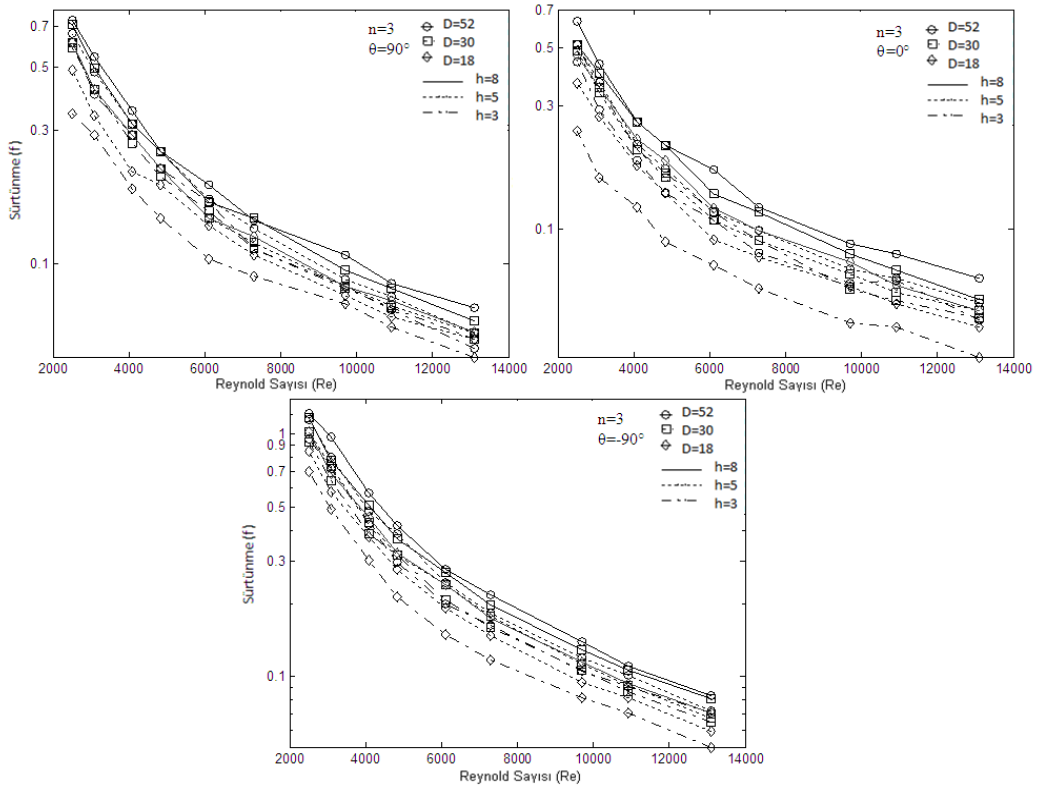 0.7
0.5
0.3
0.1
Sürtünme (f)
n=3
θ=90°
D=52
D=30
D=18
h=8
h=5
h=3
2000 4000 6000 8000 10000 12000 14000
Reynold Sayısı (Re)
0.5
0.3
0.1
n=3
θ=0°
D=52
D=30
D=18
h=8
h=5
h=3
2000 4000 6000 8000 10000 12000 14000
Reynold Sayısı (Re)
1
0.9
0.7
0.5
0.3
0.1
Sürtünme (f)
n=3
θ=-90°
D=52
D=30
D=18
h=8
h=5
h=3
2000 4000 6000 8000 10000 12000 14000
Reynold Sayısı (Re)